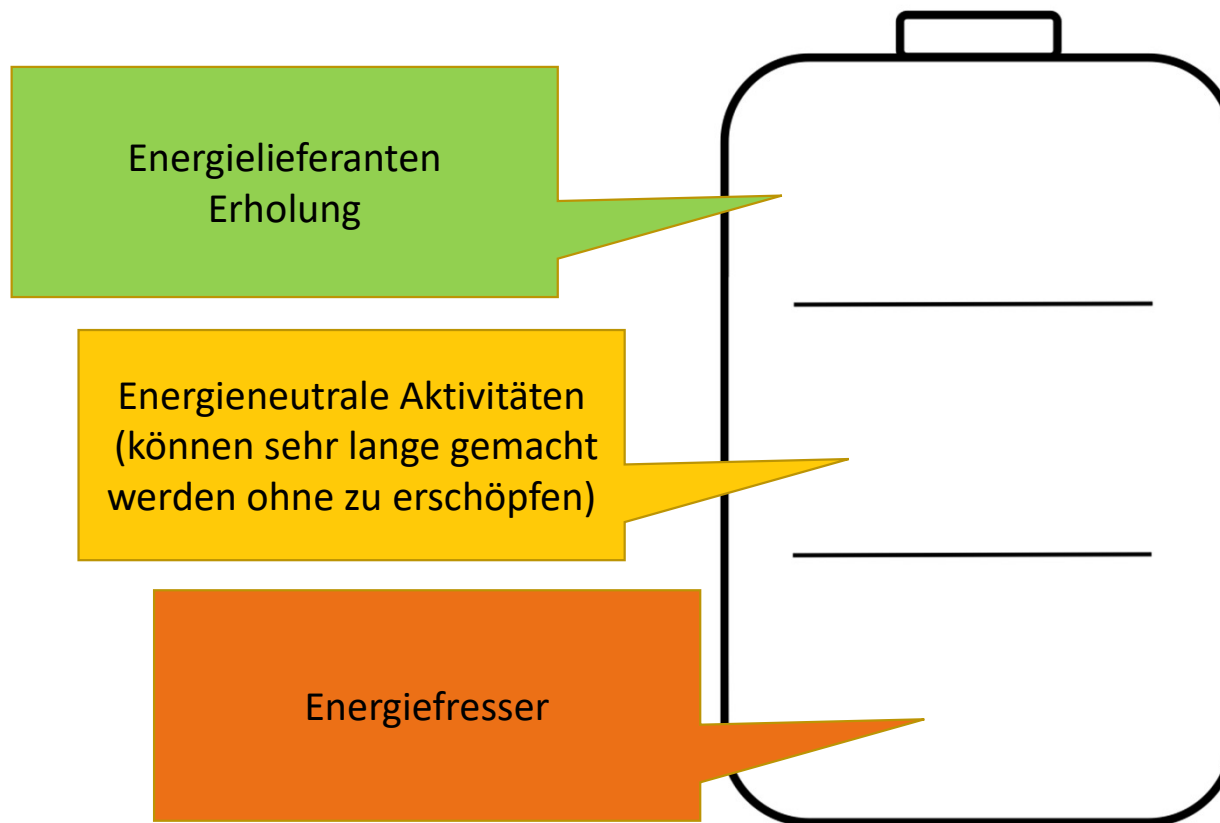 Energielieferanten
Erholung
Energieneutrale Aktivitäten
(können sehr lange gemacht
werden ohne zu erschöpfen)
Energiefresser